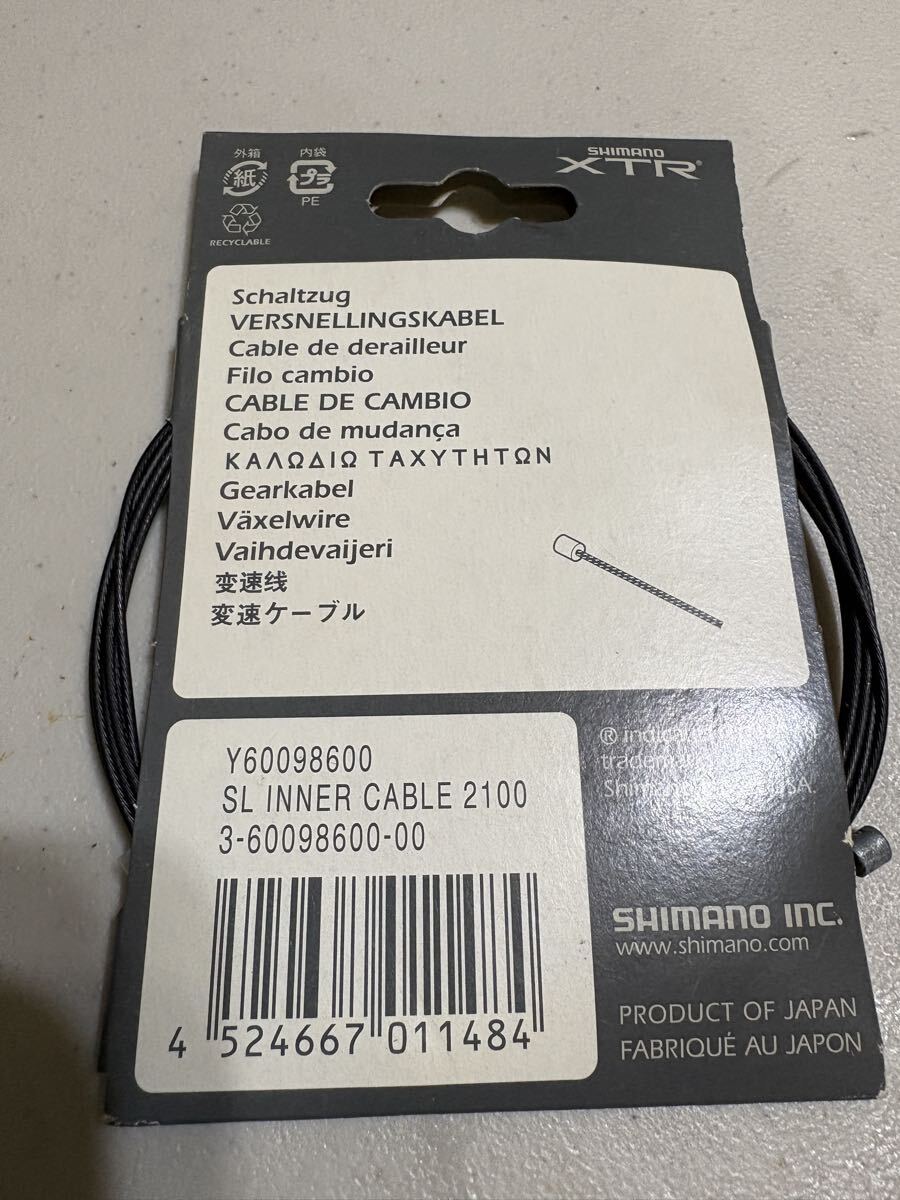 外箱
紙
内袋
プラ
PE
RECYCLABLE
SHIMANO
XTR®
Schaltzug
VERSNELLINGSKABEL
Cable de derailleur
Filo cambio
CABLE DE CAMBIO
Cabo de mudança
ΚΑΛΩΔΙΩ ΤΑΧΥΤΗΤΩΝ
Gearkabel
Växelwire
Vaihdevaijeri
变速线
変速ケーブル
Y60098600
SL INNER CABLE 2100
3-60098600-00
4 524667 011484
®
SHIMANO INC.
www.shimano.com
PRODUCT OF JAPAN
FABRIQUÉ AU JAPON